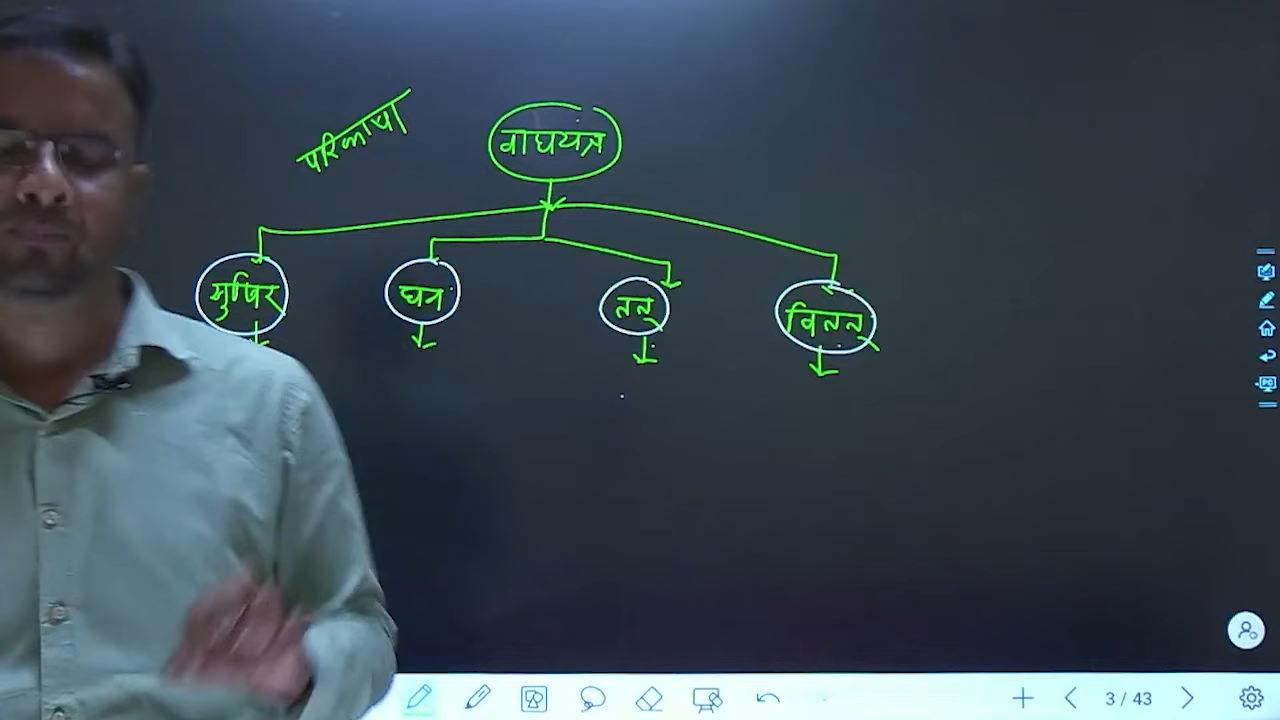 परिभाषा
वाद्ययंत्र
सुषिर
घन
तत्
वितत्
3 / 43